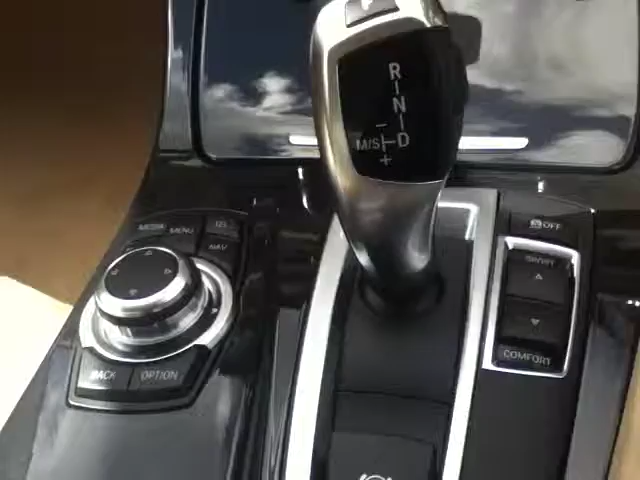 P
R
N
M/S D
MEDIA MENU TEL
NAV
OFF
SPORT
COMFORT
BACK OPTION